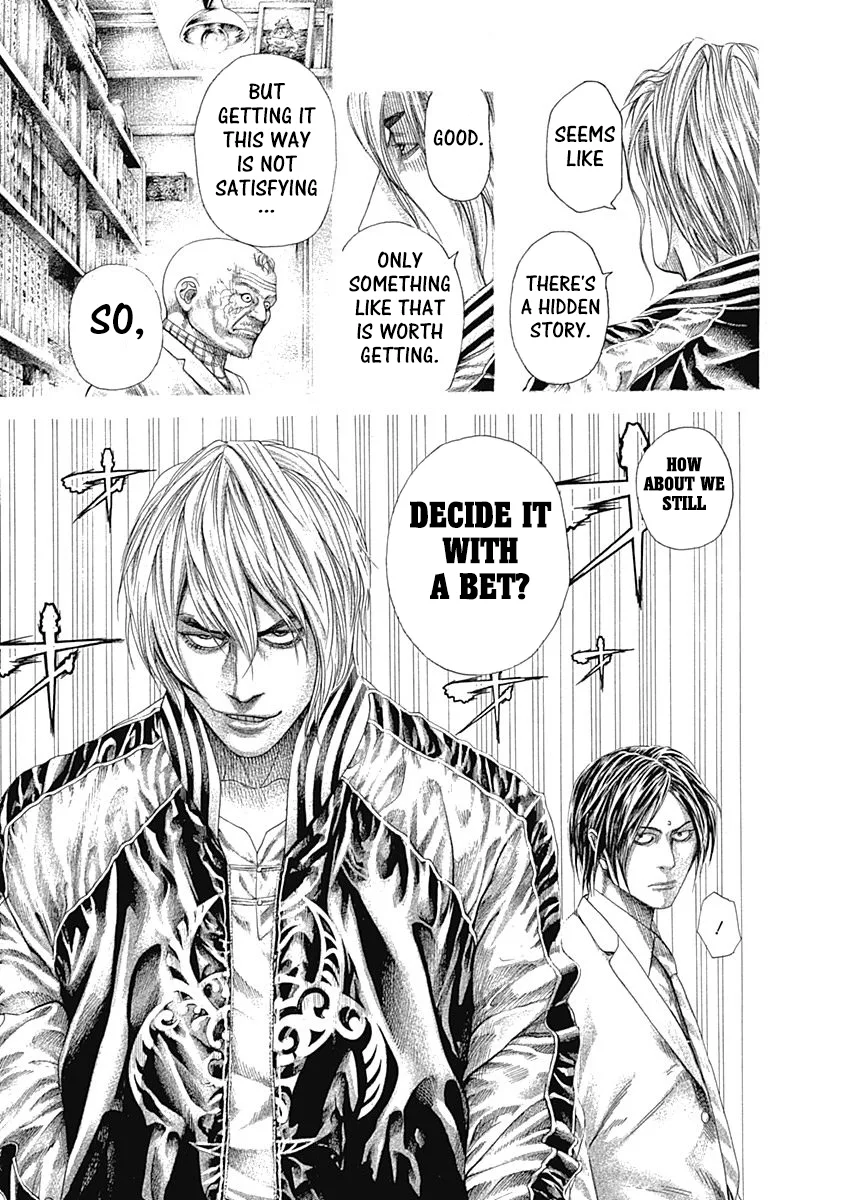 SEEMS
LIKE
THERE'S
A HIDDEN
STORY.
GOOD.
ONLY
SOMETHING
LIKE THAT
IS WORTH
GETTING.
BUT
GETTING IT
THIS WAY
IS NOT
SATISFYING
...
SO,
HOW
ABOUT WE
STILL
DECIDE IT
WITH
A BET?
!